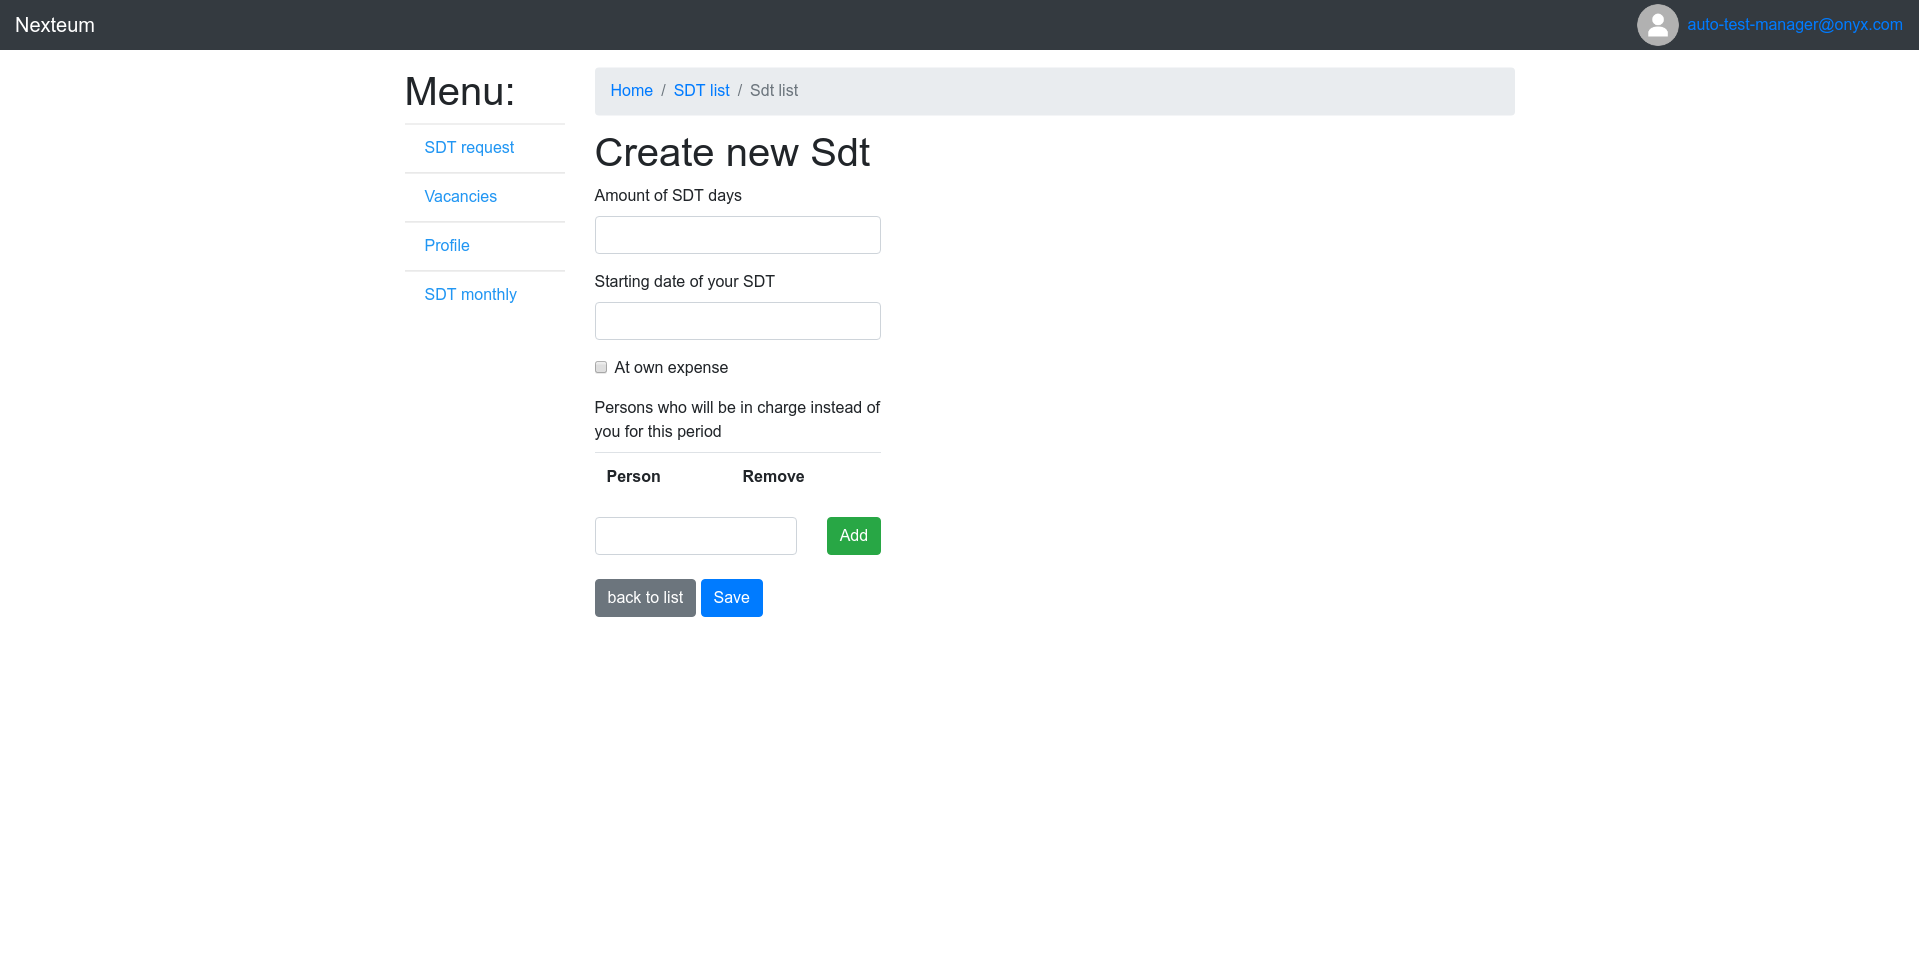 Nexteum
auto-test-manager@onyx.com
Menu:
SDT request
Vacancies
Profile
SDT monthly
Home / SDT list / Sdt list
Create new Sdt
Amount of SDT days
Starting date of your SDT
At own expense
Persons who will be in charge instead of
you for this period
Person Remove
Add
back to list Save